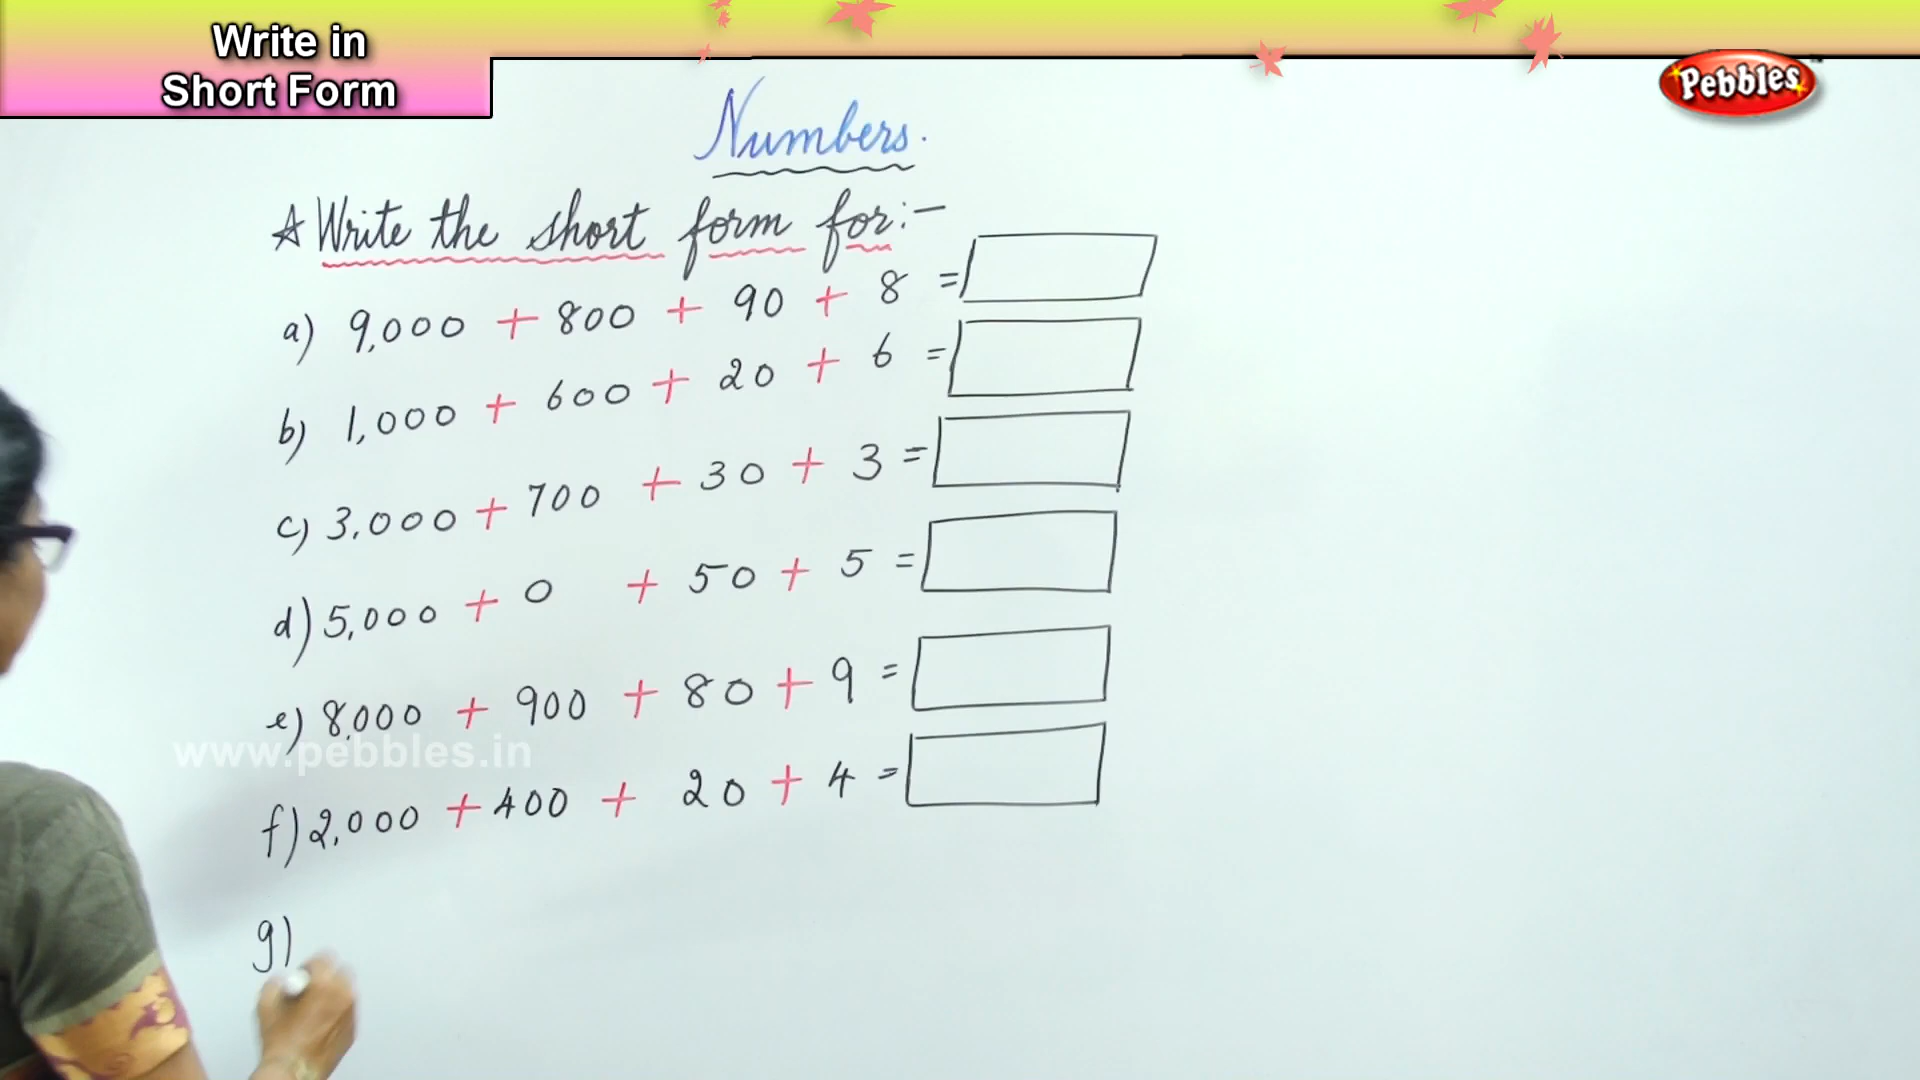 Write in
Short Form
Pebbles
Numbers.
☆ Write the short form for:-
a) 9,000 + 800 + 90 + 8 =
b) 1,000 + 600 + 20 + 6 =
c) 3,000 + 700 + 30 + 3 =
d) 5,000 + 0 + 50 + 5 =
e) 8,000 + 900 + 80 + 9 =
www.pebbles.in
f) 2,000 + 400 + 20 + 4 =
g)